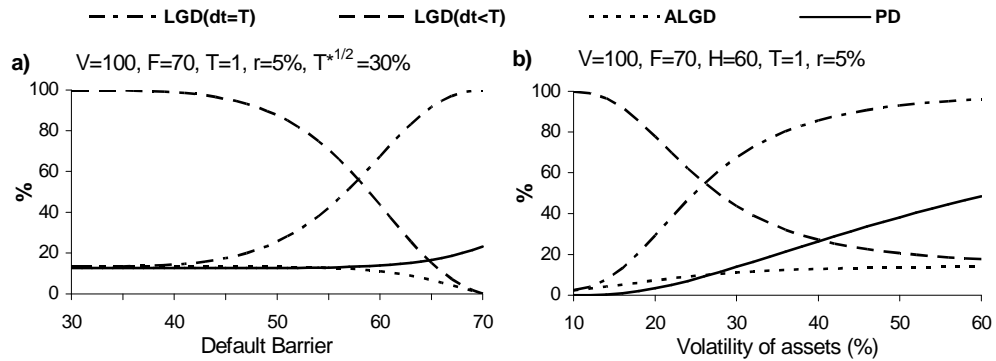 LGD(dt=T) LGD(dt<T) ALGD PD
a) V=100, F=70, T=1, r=5%, T*1/2 =30%
100
80
60
40
20
0
%
30 40 50 60 70
Default Barrier
b) V=100, F=70, H=60, T=1, r=5%
100
80
60
40
20
0
%
10 20 30 40 50 60
Volatility of assets (%)